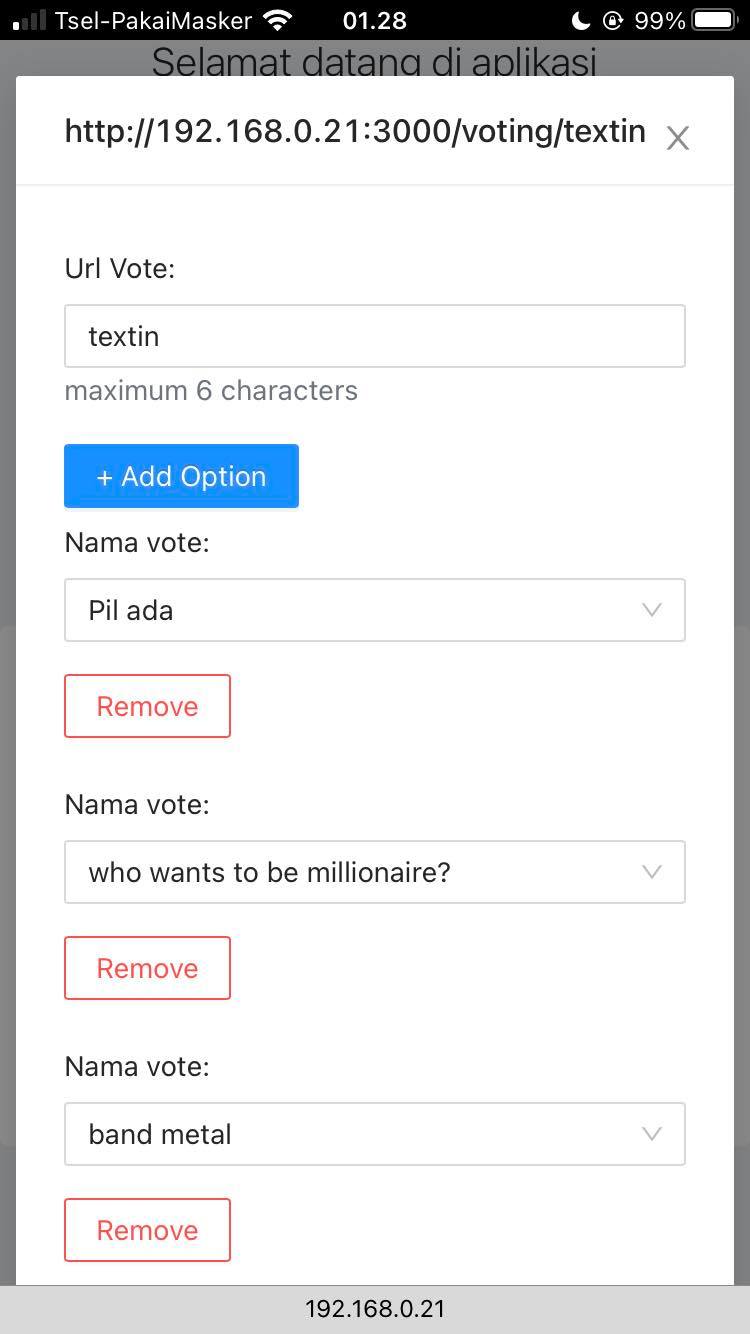 Tsel-PakaiMasker 01.28 99%
Selamat datang di aplikasi
http://192.168.0.21:3000/voting/textin
Url Vote:
textin
maximum 6 characters
+ Add Option
Nama vote:
Pil ada
Remove
Nama vote:
who wants to be millionaire?
Remove
Nama vote:
band metal
Remove
192.168.0.21